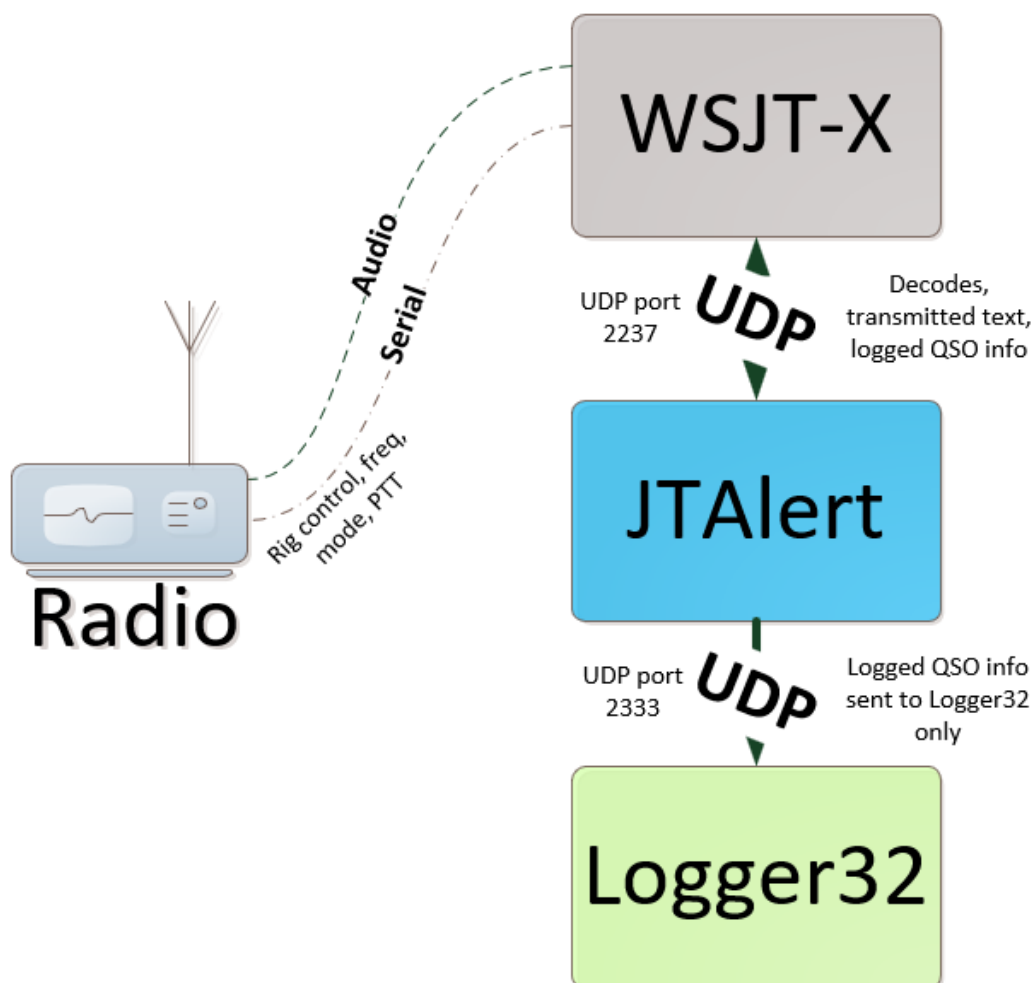 WSJT-X
Audio
Serial
UDP port
2237
UDP
Decodes,
transmitted text,
logged QSO info
Rig control, freq,
mode, PTT
Radio
JTAlert
UDP port
2333
UDP
Logged QSO info
sent to Logger32
only
Logger32